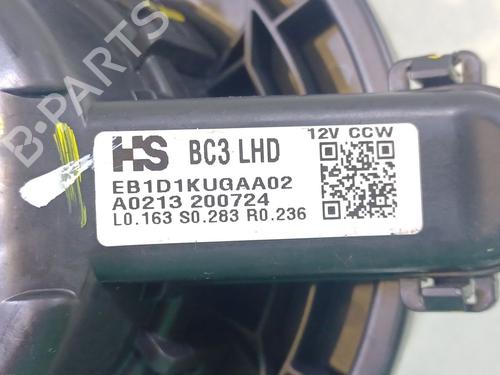 B-PARTS
HS BC3 LHD 12V CCW
EB1D1KUGAA02
A0213 200724
L0.163 S0.283 R0.236